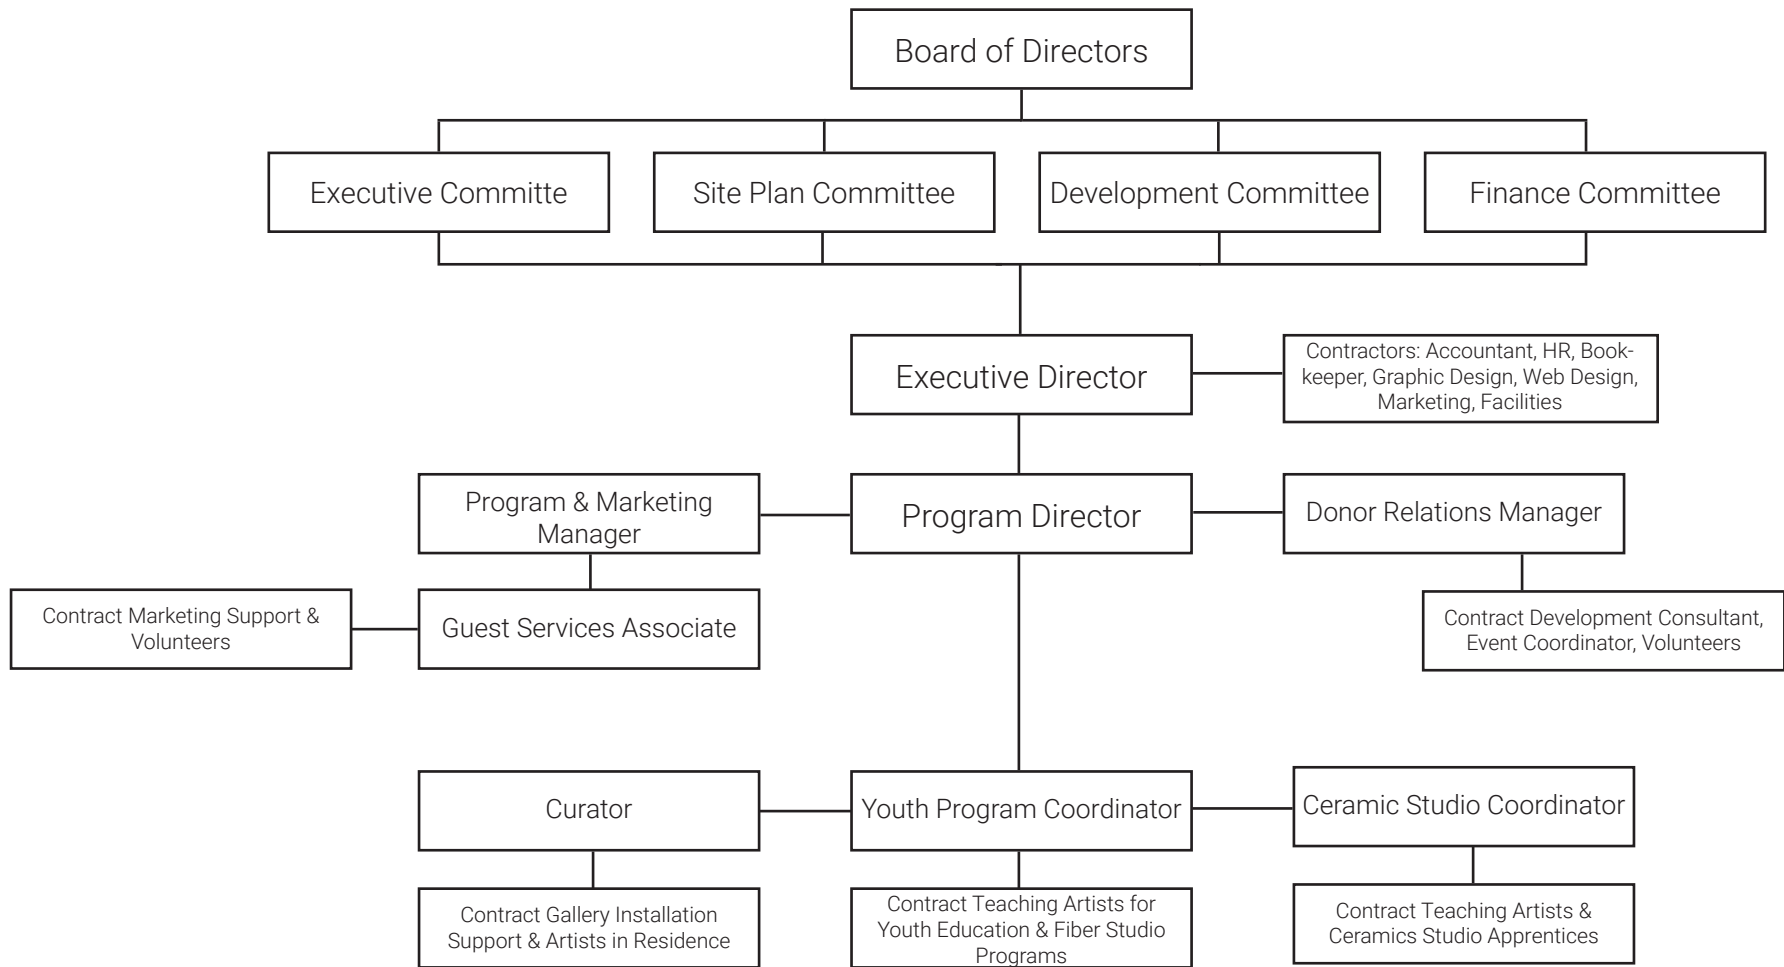 Board of Directors
Executive Committe
Site Plan Committee
Development Committee
Finance Committee
Executive Director
Contractors: Accountant, HR, Book-
keeper, Graphic Design, Web Design,
Marketing, Facilities
Program & Marketing
Manager
Program Director
Donor Relations Manager
Contract Marketing Support &
Volunteers
Guest Services Associate
Contract Development Consultant,
Event Coordinator, Volunteers
Curator
Youth Program Coordinator
Ceramic Studio Coordinator
Contract Gallery Installation
Support & Artists in Residence
Contract Teaching Artists for
Youth Education & Fiber Studio
Programs
Contract Teaching Artists &
Ceramics Studio Apprentices